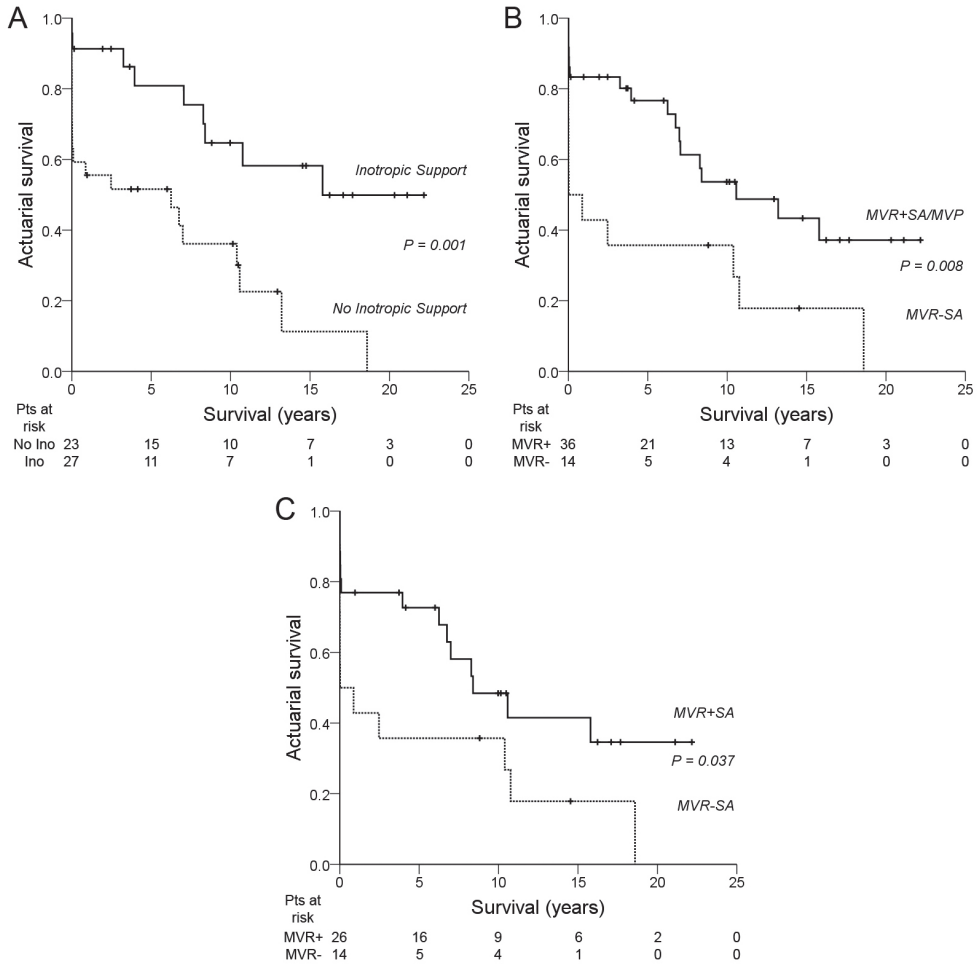 A
Actuarial survival
1.0
0.8
0.6
0.4
0.2
0.0
Inotropic Support
P = 0.001
No Inotropic Support
0 5 10 15 20 25
Survival (years)
Pts at
risk
No Ino 23 15 10 7 3 0
Ino 27 11 7 1 0 0
B
Actuarial survival
1.0
0.8
0.6
0.4
0.2
0.0
MVR+SA/MVP
P = 0.008
MVR-SA
0 5 10 15 20 25
Survival (years)
Pts at
risk
MVR+ 36 21 13 7 3 0
MVR- 14 5 4 1 0 0
C
Actuarial survival
1.0
0.8
0.6
0.4
0.2
0.0
MVR+SA
P = 0.037
MVR-SA
0 5 10 15 20 25
Survival (years)
Pts at
risk
MVR+ 26 16 9 6 2 0
MVR- 14 5 4 1 0 0